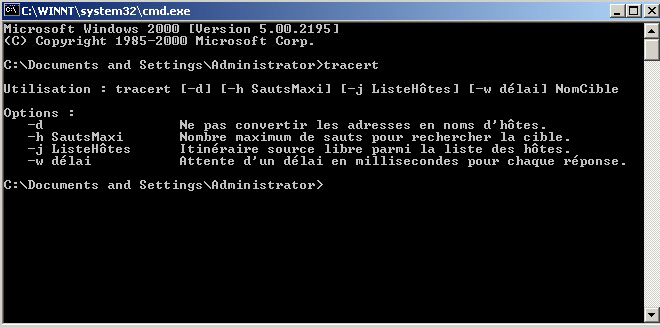 C:\WINNT\system32\cmd.exe
Microsoft Windows 2000 [Version 5.00.2195]
(C) Copyright 1985-2000 Microsoft Corp.
C:\Documents and Settings\Administrator>tracert
Utilisation : tracert [-d] [-h SautsMaxi] [-j ListeHôtes] [-w délai] NomCible
Options :
-d Ne pas convertir les adresses en noms d'hôtes.
-h SautsMaxi Nombre maximum de sauts pour rechercher la cible.
-j ListeHôtes Itinéraire source libre parmi la liste des hôtes.
-w délai Attente d'un délai en millisecondes pour chaque réponse.
C:\Documents and Settings\Administrator>